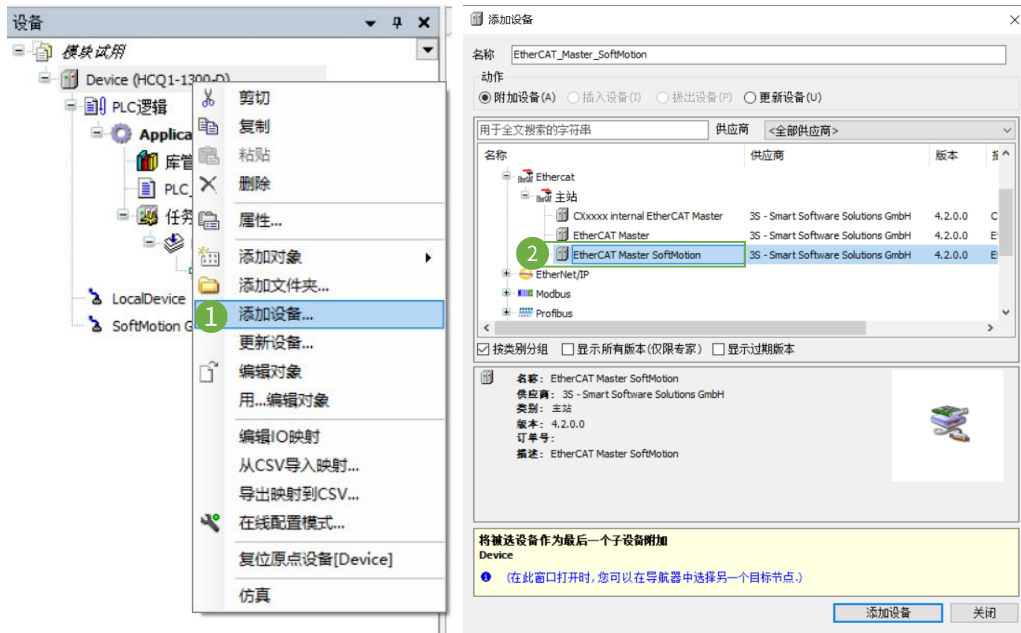 设备
模块试用
Device (HCQ1-1300-D)
PLC逻辑
Applica
库管
PLC_
任务
LocalDevice
SoftMotion G
剪切
复制
粘贴
删除
属性...
添加对象
添加文件夹...
1 添加设备...
更新设备...
编辑对象
用...编辑对象
编辑IO映射
从CSV导入映射...
导出映射到CSV...
在线配置模式...
复位原点设备[Device]
仿真
添加设备
名称 EtherCAT_Master_SoftMotion
动作
附加设备(A) 插入设备(I) 拔出设备(P) 更新设备(U)
用于全文搜索的字符串 供应商 <全部供应商>
名称 供应商 版本
Ethercat
主站
CXxxxx internal EtherCAT Master 3S - Smart Software Solutions GmbH 4.2.0.0 C
EtherCAT Master 3S - Smart Software Solutions GmbH 4.2.0.0 E
2 EtherCAT Master SoftMotion 3S - Smart Software Solutions GmbH 4.2.0.0 E
EtherNet/IP
Modbus
Profibus
按类别分组 显示所有版本(仅限专家) 显示过期版本
名称: EtherCAT Master SoftMotion
供应商: 3S - Smart Software Solutions GmbH
类别: 主站
版本: 4.2.0.0
订单号:
描述: EtherCAT Master SoftMotion
将被选设备作为最后一个子设备附加
Device
(在此窗口打开时,您可以在导航器中选择另一个目标节点.)
添加设备 关闭